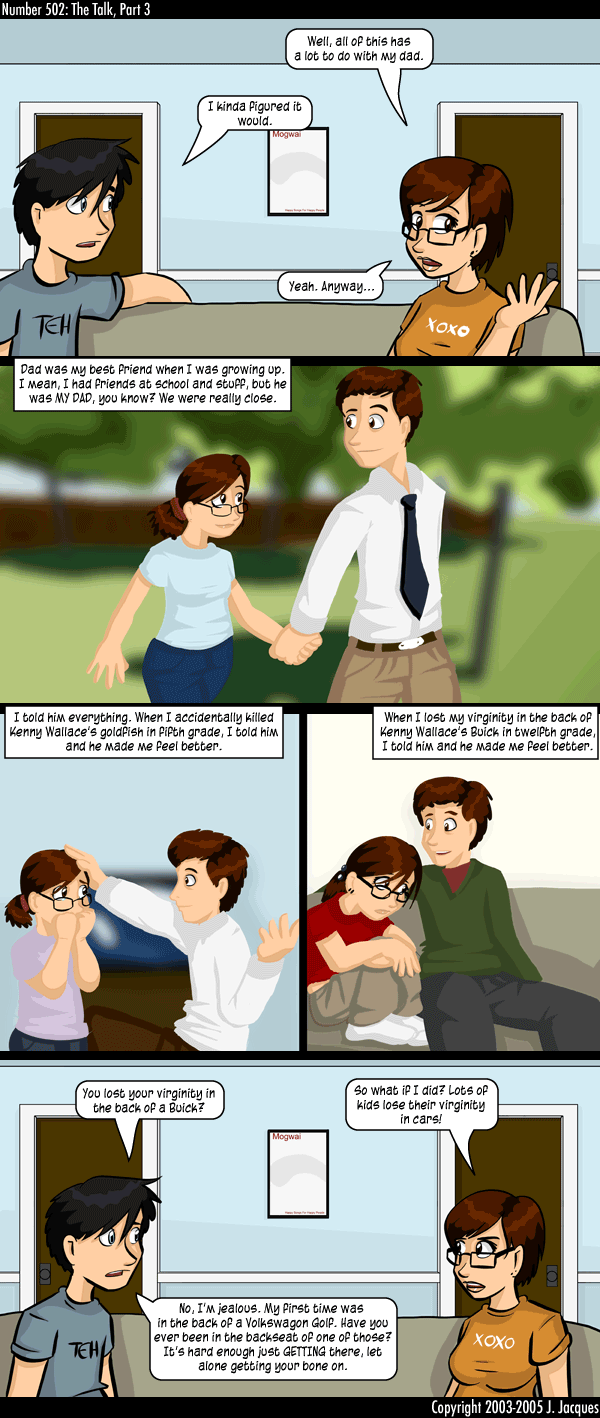 Number 502: The Talk, Part 3
Well, all of this has
a lot to do with my dad.
I kinda figured it
would.
Mogwai
Yeah. Anyway...
TEH
XOXO
Dad was my best friend when I was growing up.
I mean, I had friends at school and stuff, but he
was MY DAD, you know? We were really close.
I told him everything. When I accidentally killed
Kenny Wallace's goldfish in fifth grade, I told him
and he made me feel better.
When I lost my virginity in the back of
Kenny Wallace's Buick in twelfth grade,
I told him and he made me feel better.
You lost your virginity in
the back of a Buick?
So what if I did? Lots of
kids lose their virginity
in cars!
Mogwai
No, I'm jealous. My first time was
in the back of a Volkswagon Golf. Have you
ever been in the backseat of one of those?
It's hard enough just GETTING there, let
alone getting your bone on.
TEH
XOXO
Copyright 2003-2005 J. Jacques